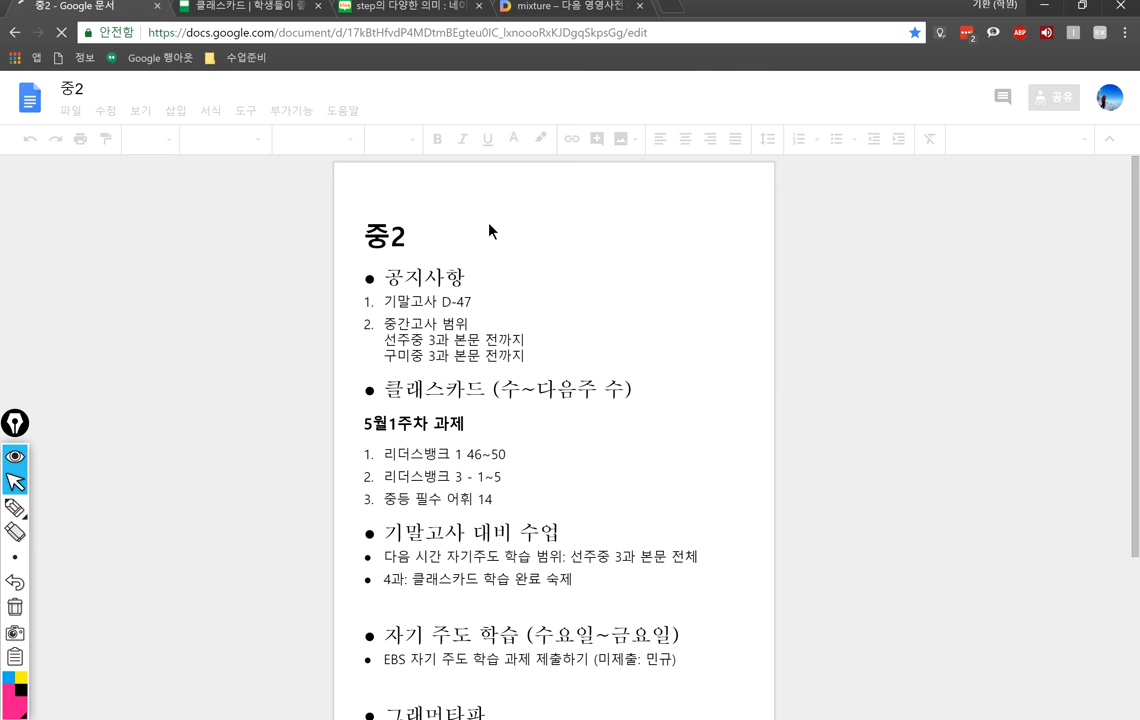 중2 - Google 문서
클래스카드 | 학생들이 좋
step의 다양한 의미 : 네이
mixture – 다음 영영사전
기환 (학원)
안전함
https://docs.google.com/document/d/17kBtHfvdP4MDtmBEgteu0IC_IxnoooRxKJDgqSkpsGg/edit
앱
정보
Google 행아웃
수업준비
중2
파일 수정 보기 삽입 서식 도구 부가기능 도움말
공유
중2
● 공지사항
1. 기말고사 D-47
2. 중간고사 범위
선주중 3과 본문 전까지
구미중 3과 본문 전까지
● 클래스카드 (수~다음주 수)
5월1주차 과제
1. 리더스뱅크 1 46~50
2. 리더스뱅크 3 - 1~5
3. 중등 필수 어휘 14
● 기말고사 대비 수업
● 다음 시간 자기주도 학습 범위: 선주중 3과 본문 전체
● 4과: 클래스카드 학습 완료 숙제
● 자기 주도 학습 (수요일~금요일)
● EBS 자기 주도 학습 과제 제출하기 (미제출: 민규)
● 그래머타파